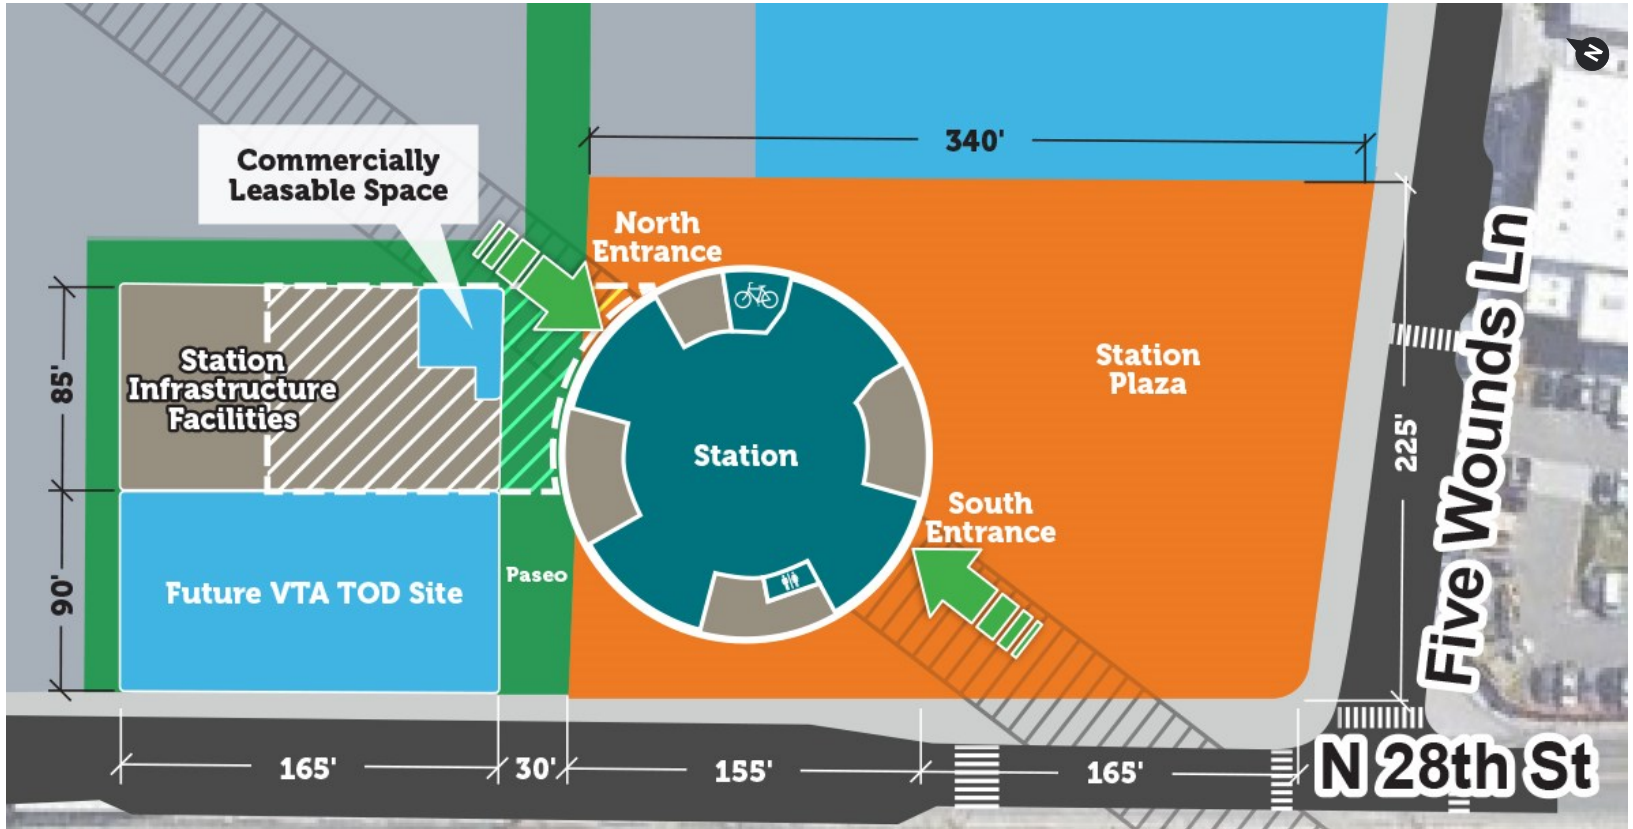 N
340'
Commercially
Leasable Space
North
Entrance
Station
Infrastructure
Facilities
85'
Station
Plaza
225'
Five Wounds Ln
Station
South
Entrance
90'
Future VTA TOD Site
Paseo
165'
30'
155'
165'
N 28th St